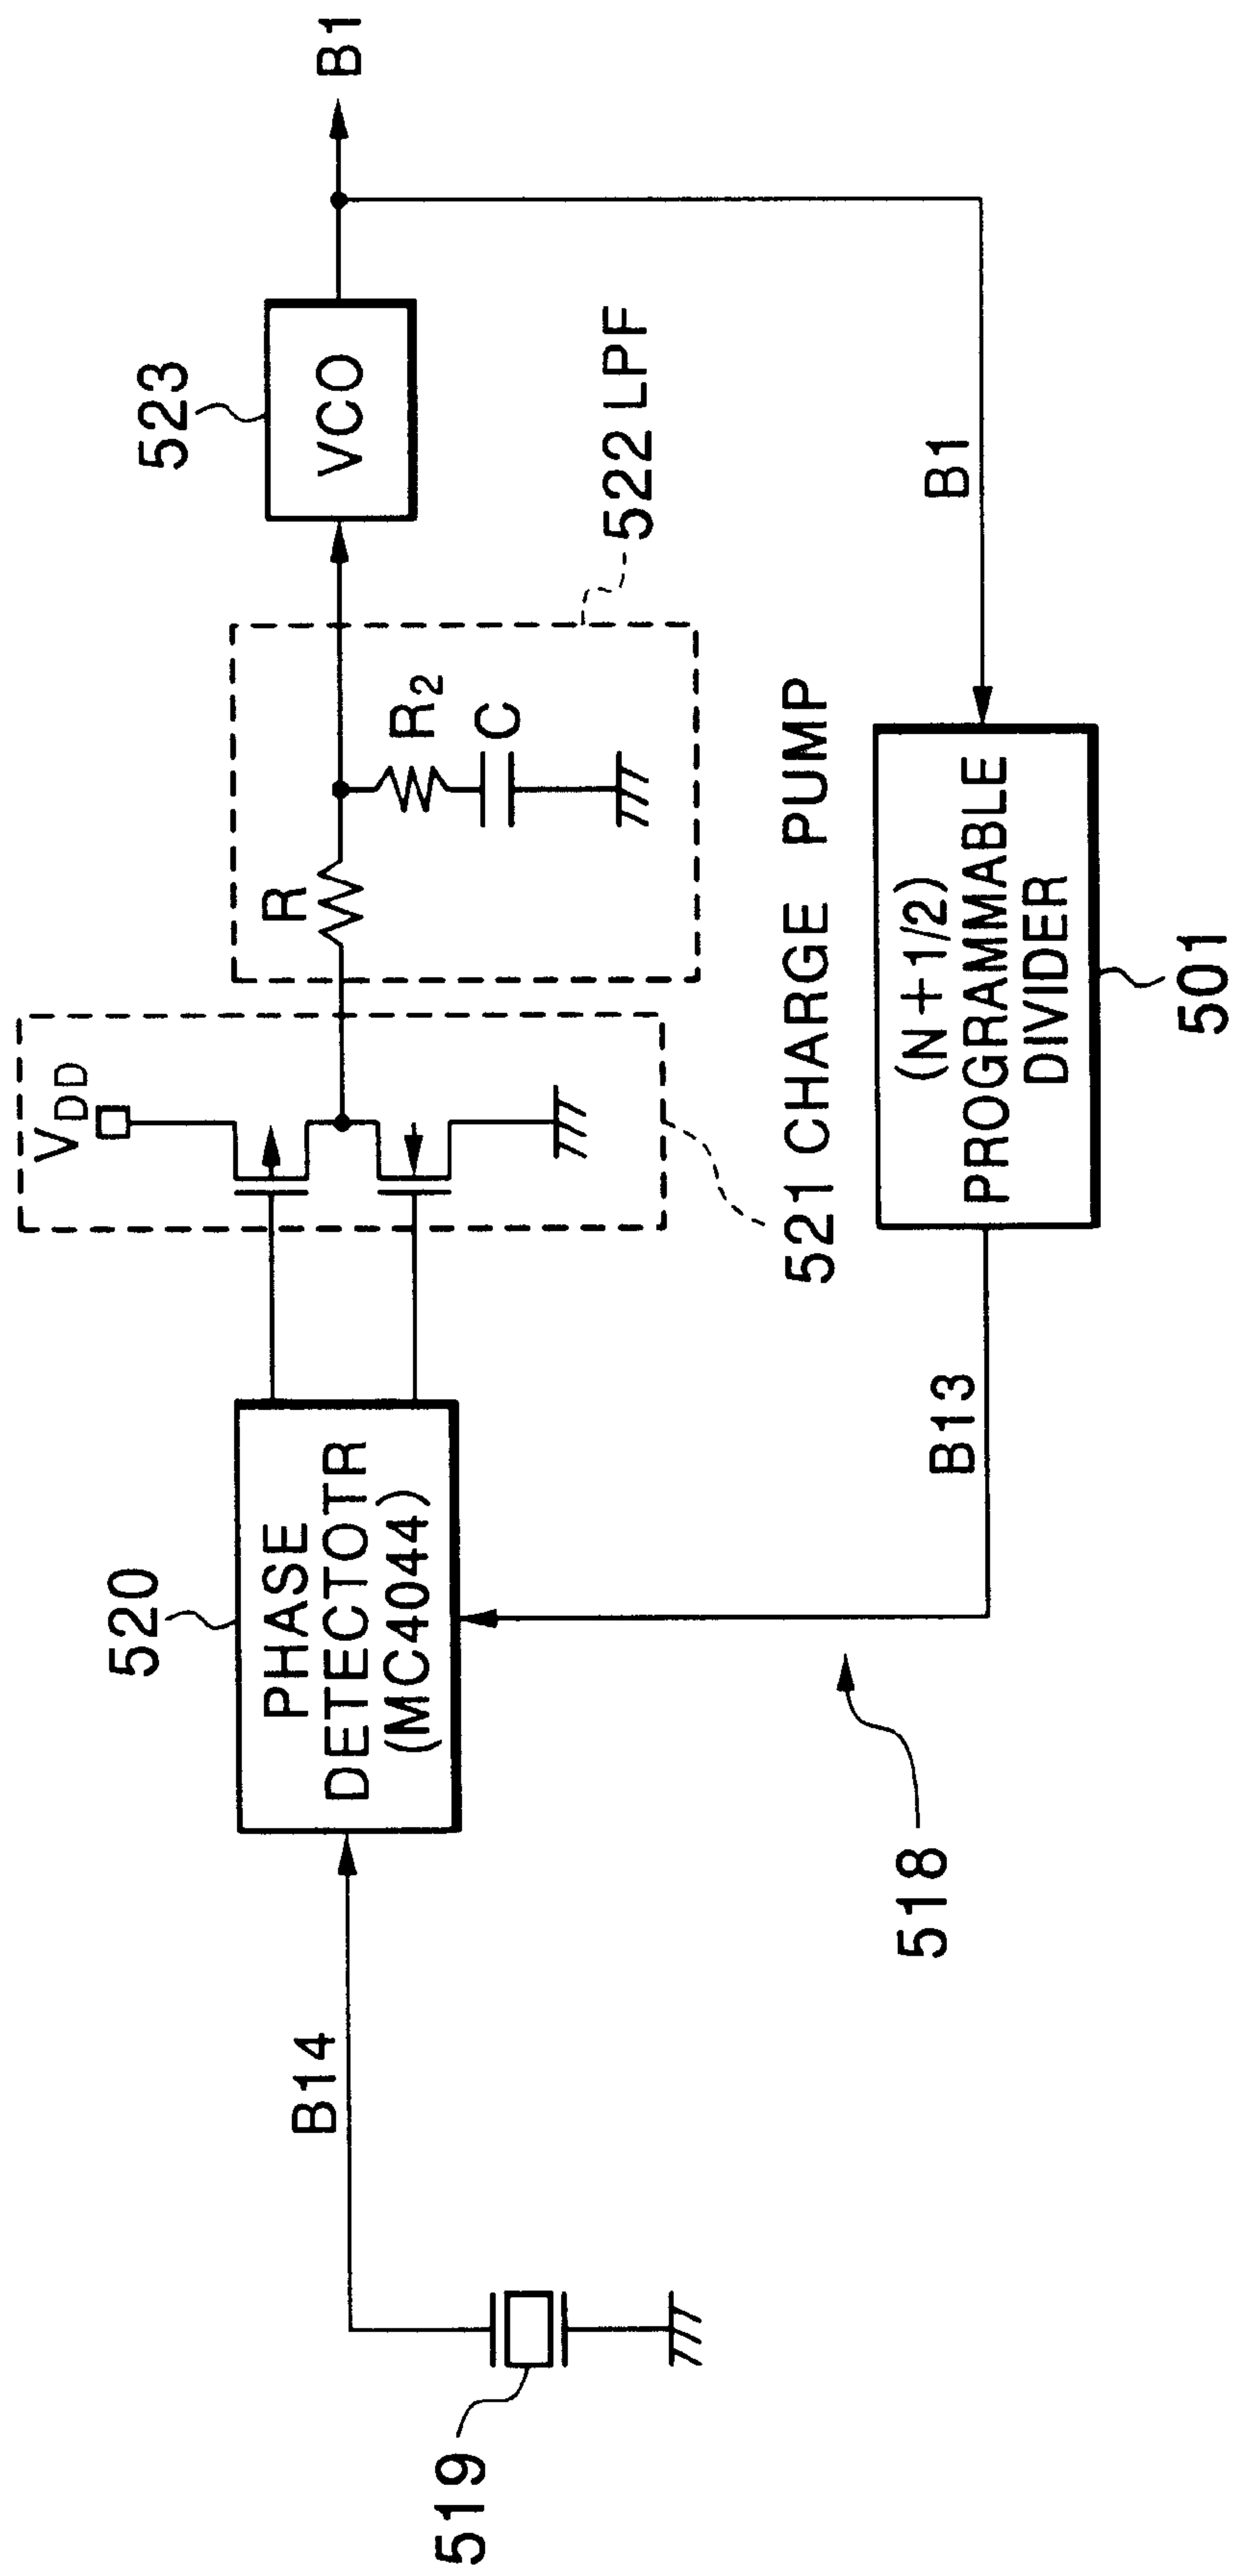 519
B14
520
PHASE
DETECTOTR
(MC4044)
518
B13
V DD
521 CHARGE PUMP
R
R2
C
522 LPF
523
VCO
B1
B1
(N+1/2)
PROGRAMMABLE
DIVIDER
501